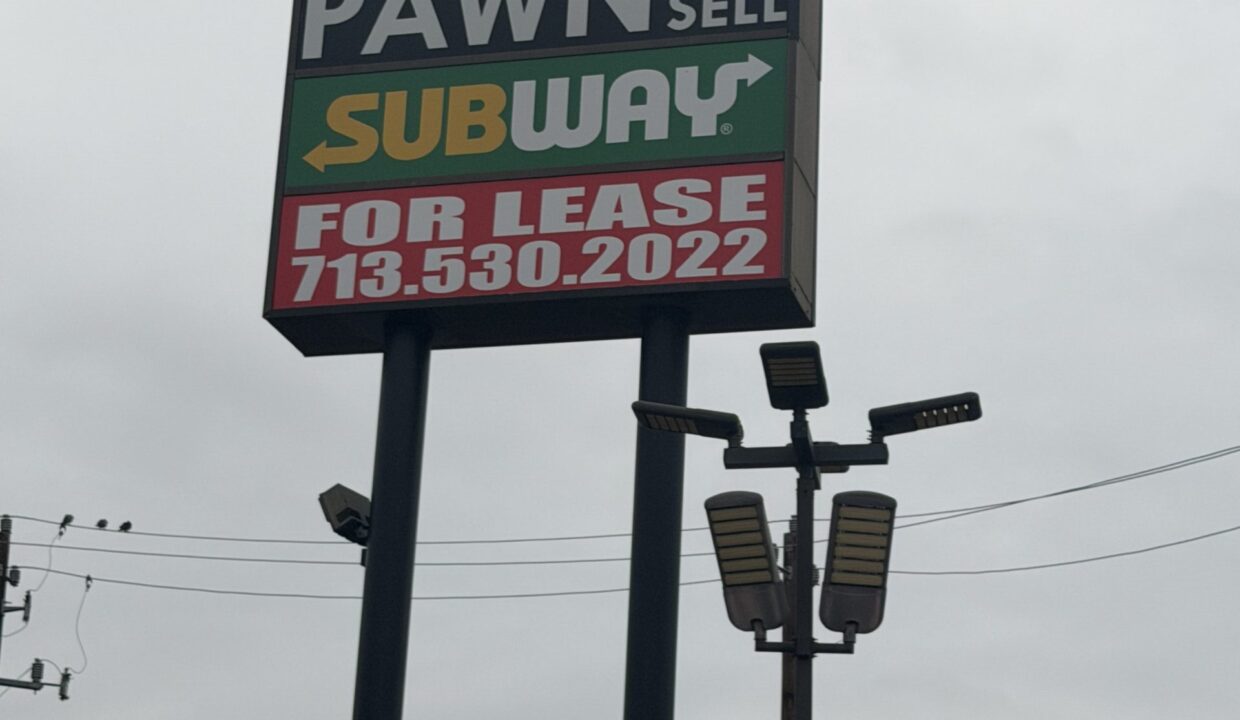 PAWN SELL
SUBWAY®
FOR LEASE
713.530.2022